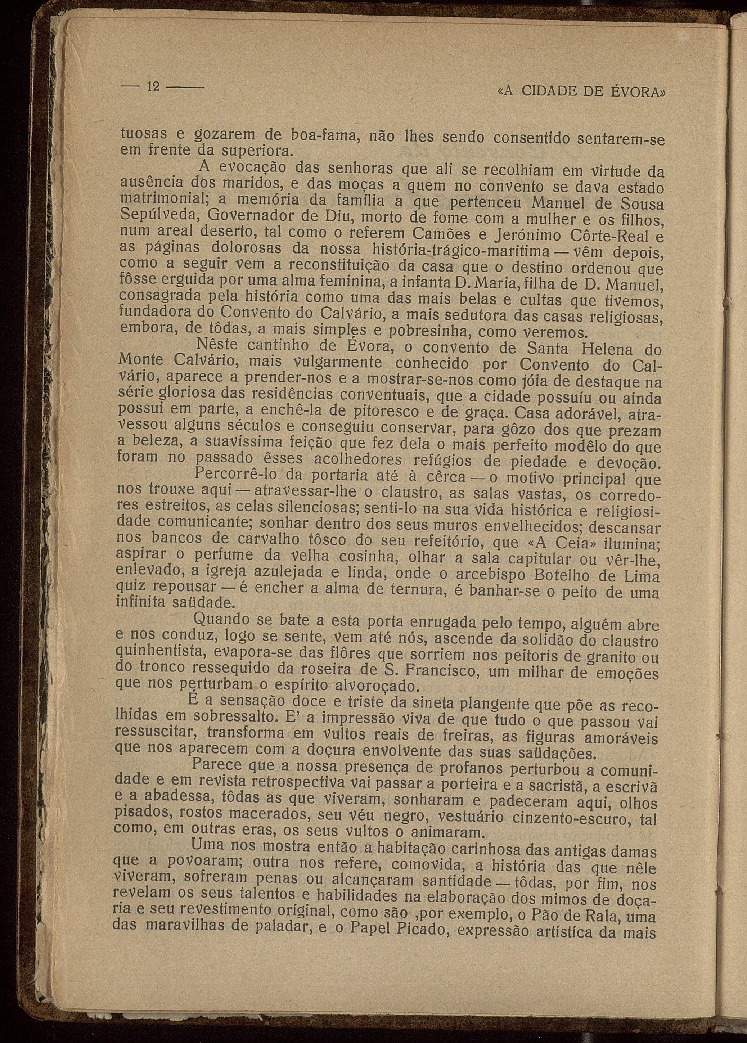 — 12 —— «A CIDADE DE ÉVORA»
tuosas e gozarem de boa-fama, não lhes sendo consentido sentarem-se
em frente da superiora.
A evocação das senhoras que ali se recolhiam em virtude da
ausência dos maridos, e das moças a quem no convento se dava estado
matrimonial; a memória da família a que pertenceu Manuel de Sousa
Sepúlveda, Governador de Diu, morto de fome com a mulher e os filhos,
num areal deserto, tal como o referem Camões e Jerónimo Côrte-Real e
as páginas dolorosas da nossa história-trágico-marítima — vêm depois,
como a seguir vem a reconstituição da casa que o destino ordenou que
fôsse erguida por uma alma feminina, a infanta D. Maria, filha de D. Manuel,
consagrada pela história como uma das mais belas e cultas que tivemos,
fundadora do Convento do Calvário, a mais sedutora das casas religiosas,
embora, de tôdas, a mais simples e pobresinha, como veremos.
Nêste cantinho de Évora, o convento de Santa Helena do
Monte Calvário, mais vulgarmente conhecido por Convento do Cal-
vário, aparece a prender-nos e a mostrar-se-nos como jóia de destaque na
série gloriosa das residências conventuais, que a cidade possuíu ou ainda
possui em parte, a enchê-la de pitoresco e de graça. Casa adorável, atra-
vessou alguns séculos e conseguiu conservar, para gôzo dos que prezam
a beleza, a suavíssima feição que fez dela o mais perfeito modêlo do que
foram no passado êsses acolhedores refúgios de piedade e devoção.
Percorrê-lo da portaria até à cêrca — o motivo principal que
nos trouxe aqui — atravessar-lhe o claustro, as salas vastas, os corredo-
res estreitos, as celas silenciosas; senti-lo na sua vida histórica e religiosi-
dade comunicante; sonhar dentro dos seus muros envelhecidos; descansar
nos bancos de carvalho tôsco do seu refeitório, que «A Ceia» ilumina;
aspirar o perfume da velha cosinha, olhar a sala capitular ou vêr-lhe,
enlevado, a igreja azulejada e linda, onde o arcebispo Botelho de Lima
quiz repousar — é encher a alma de ternura, é banhar-se o peito de uma
infinita saüdade.
Quando se bate a esta porta enrugada pelo tempo, alguém abre
e nos conduz, logo se sente, vem até nós, ascende da solidão do claustro
quinhentista, evapora-se das flôres que sorriem nos peitoris de granito ou
do tronco ressequido da roseira de S. Francisco, um milhar de emoções
que nos perturbam o espírito alvoroçado.
É a sensação doce e triste da sineta plangente que põe as reco-
lhidas em sobressalto. E' a impressão viva de que tudo o que passou vai
ressuscitar, transforma em vultos reais de freiras, as figuras amoráveis
que nos aparecem com a doçura envolvente das suas saüdações.
Parece que a nossa presença de profanos perturbou a comuni-
dade e em revista retrospectiva vai passar a porteira e a sacristã, a escrivã
e a abadessa, tôdas as que viveram, sonharam e padeceram aqui, olhos
pisados, rostos macerados, seu véu negro, vestuário cinzento-escuro, tal
como, em outras eras, os seus vultos o animaram.
Uma nos mostra então a habitação carinhosa das antigas damas
que a povoaram; outra nos refere, comovida, a história das que nêle
viveram, sofreram penas ou alcançaram santidade — tôdas, por fim, nos
revelam os seus talentos e habilidades na elaboração dos mimos de doça-
ria e seu revestimento original, como são ,por exemplo, o Pão de Rala, uma
das maravilhas de paladar, e o Papel Picado, expressão artística da mais